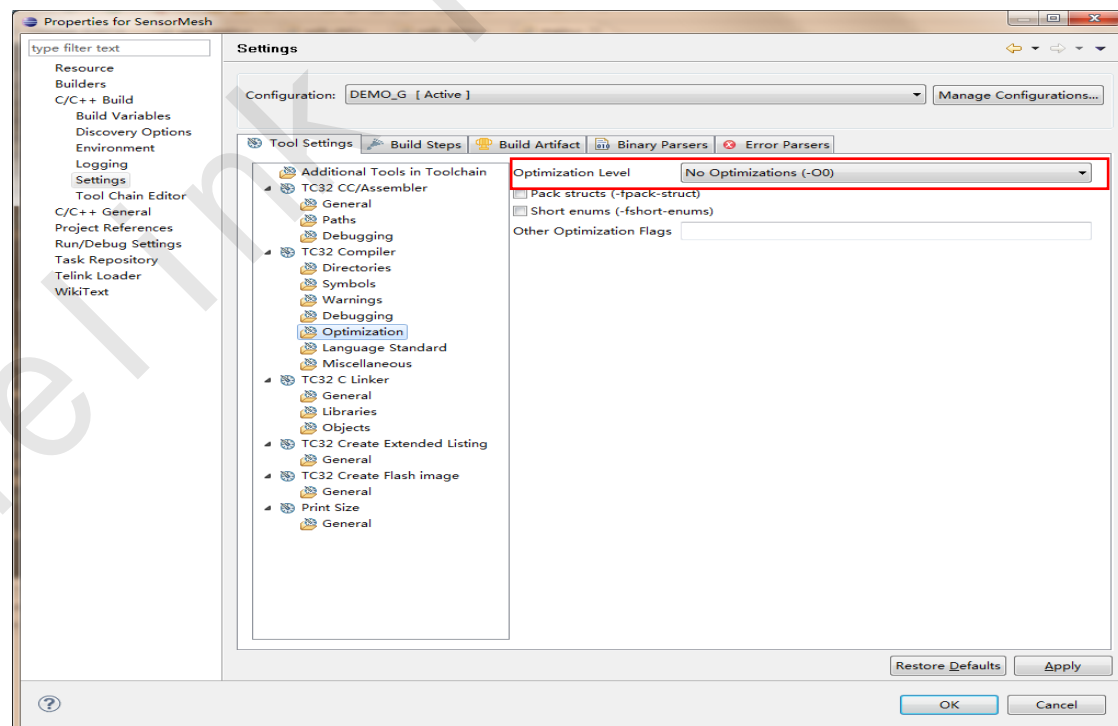 Properties for SensorMesh
type filter text
Resource
Builders
C/C++ Build
Build Variables
Discovery Options
Environment
Logging
Settings
Tool Chain Editor
C/C++ General
Project References
Run/Debug Settings
Task Repository
Telink Loader
WikiText
Settings
Configuration: DEMO_G [ Active ] Manage Configurations...
Tool Settings Build Steps Build Artifact Binary Parsers Error Parsers
Additional Tools in Toolchain
TC32 CC/Assembler
General
Paths
Debugging
TC32 Compiler
Directories
Symbols
Warnings
Debugging
Optimization
Language Standard
Miscellaneous
TC32 C Linker
General
Libraries
Objects
TC32 Create Extended Listing
General
TC32 Create Flash image
General
Print Size
General
Optimization Level No Optimizations (-O0)
Pack structs (-fpack-struct)
Short enums (-fshort-enums)
Other Optimization Flags
Restore Defaults Apply
OK Cancel
elink